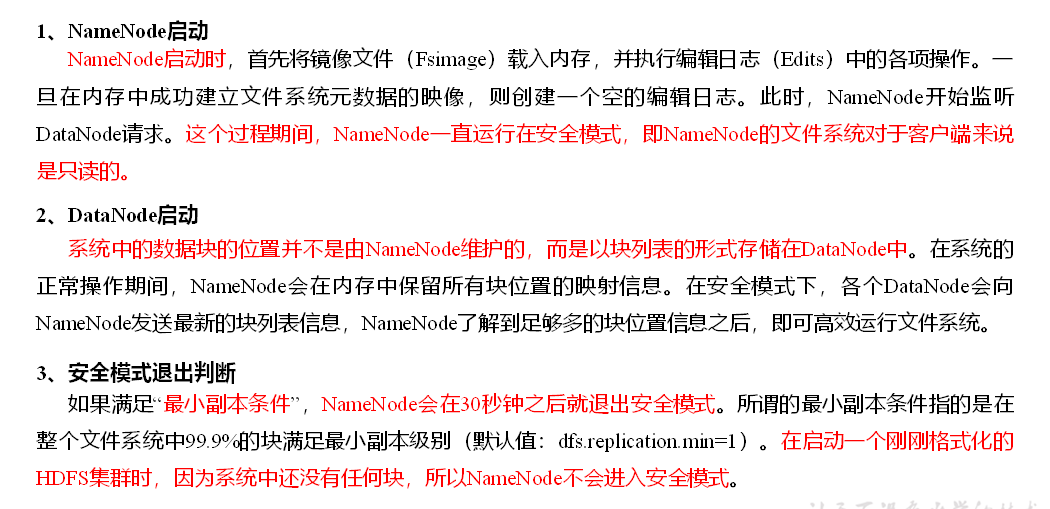 1、NameNode启动
NameNode启动时，首先将镜像文件（Fsimage）载入内存，并执行编辑日志（Edits）中的各项操作。一
旦在内存中成功建立文件系统元数据的映像，则创建一个空的编辑日志。此时，NameNode开始监听
DataNode请求。这个过程期间，NameNode一直运行在安全模式，即NameNode的文件系统对于客户端来说
是只读的。
2、DataNode启动
系统中的数据块的位置并不是由NameNode维护的，而是以块列表的形式存储在DataNode中。在系统的
正常操作期间，NameNode会在内存中保留所有块位置的映射信息。在安全模式下，各个DataNode会向
NameNode发送最新的块列表信息，NameNode了解到足够多的块位置信息之后，即可高效运行文件系统。
3、安全模式退出判断
如果满足“最小副本条件”，NameNode会在30秒钟之后就退出安全模式。所谓的最小副本条件指的是在
整个文件系统中99.9%的块满足最小副本级别（默认值：dfs.replication.min=1）。在启动一个刚刚格式化的
HDFS集群时，因为系统中还没有任何块，所以NameNode不会进入安全模式。